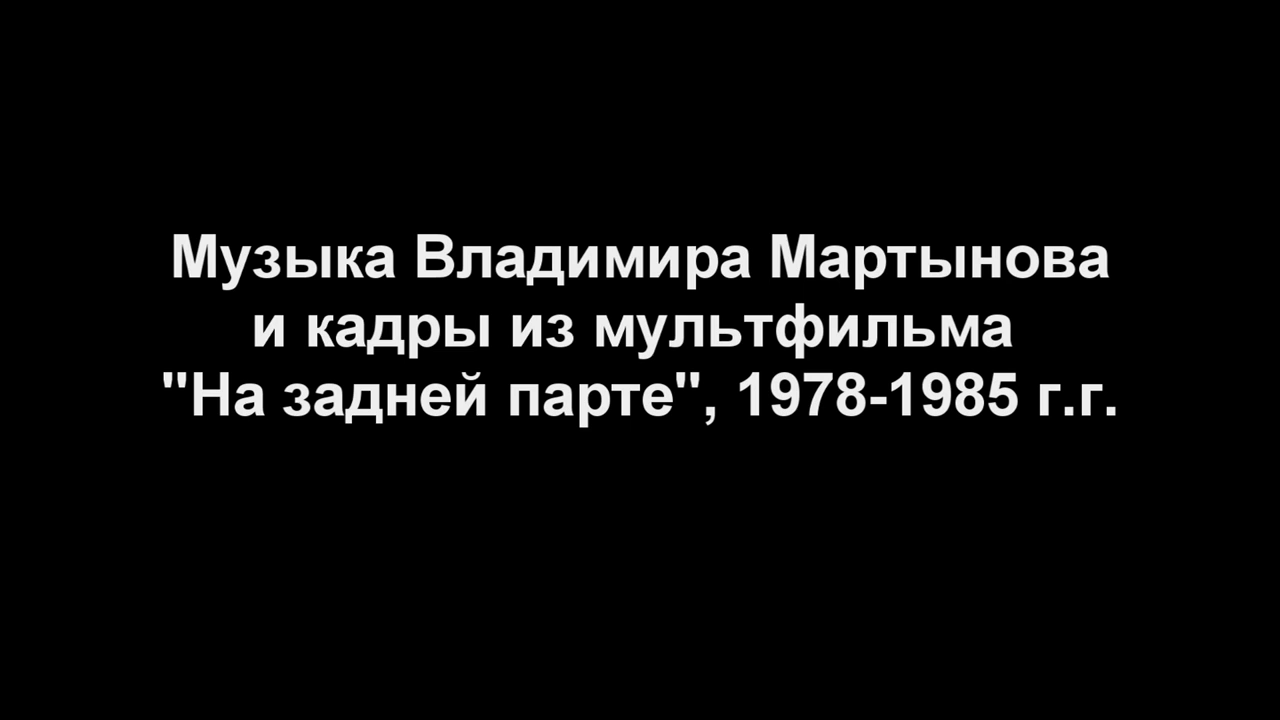 Музыка Владимира Мартынова
и кадры из мультфильма
"На задней парте", 1978-1985 г.г.